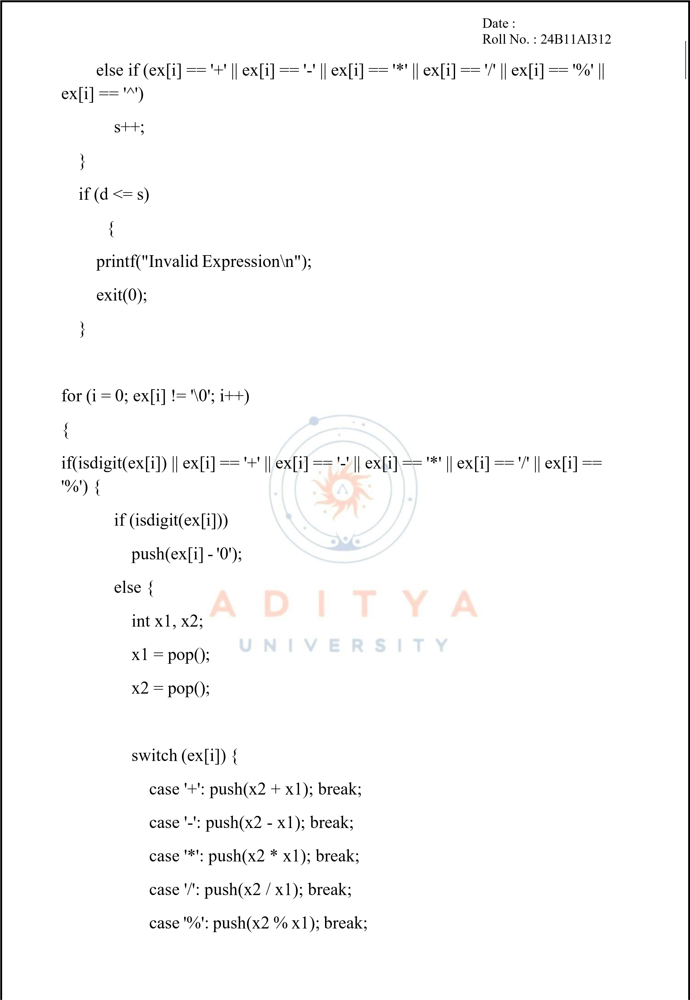 Date :
Roll No. : 24B11AI312
else if (ex[i] == '+' || ex[i] == '-' || ex[i] == '*' || ex[i] == '/' || ex[i] == '%' ||
ex[i] == '^')
s++;
}
if (d <= s)
{
printf("Invalid Expression\n");
exit(0);
}
for (i = 0; ex[i] != '\0'; i++)
{
if(isdigit(ex[i]) || ex[i] == '+' || ex[i] == '-' || ex[i] == '*' || ex[i] == '/' || ex[i] ==
'%') {
if (isdigit(ex[i]))
push(ex[i] - '0');
else {
ADITYA
int x1, x2;
UNIVERSITY
x1 = pop();
x2 = pop();
switch (ex[i]) {
case '+': push(x2 + x1); break;
case '-': push(x2 - x1); break;
case '*': push(x2 * x1); break;
case '/': push(x2 / x1); break;
case '%': push(x2 % x1); break;